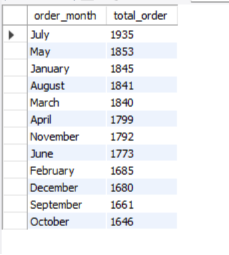 order_month total_order
July 1935
May 1853
January 1845
August 1841
March 1840
April 1799
November 1792
June 1773
February 1685
December 1680
September 1661
October 1646